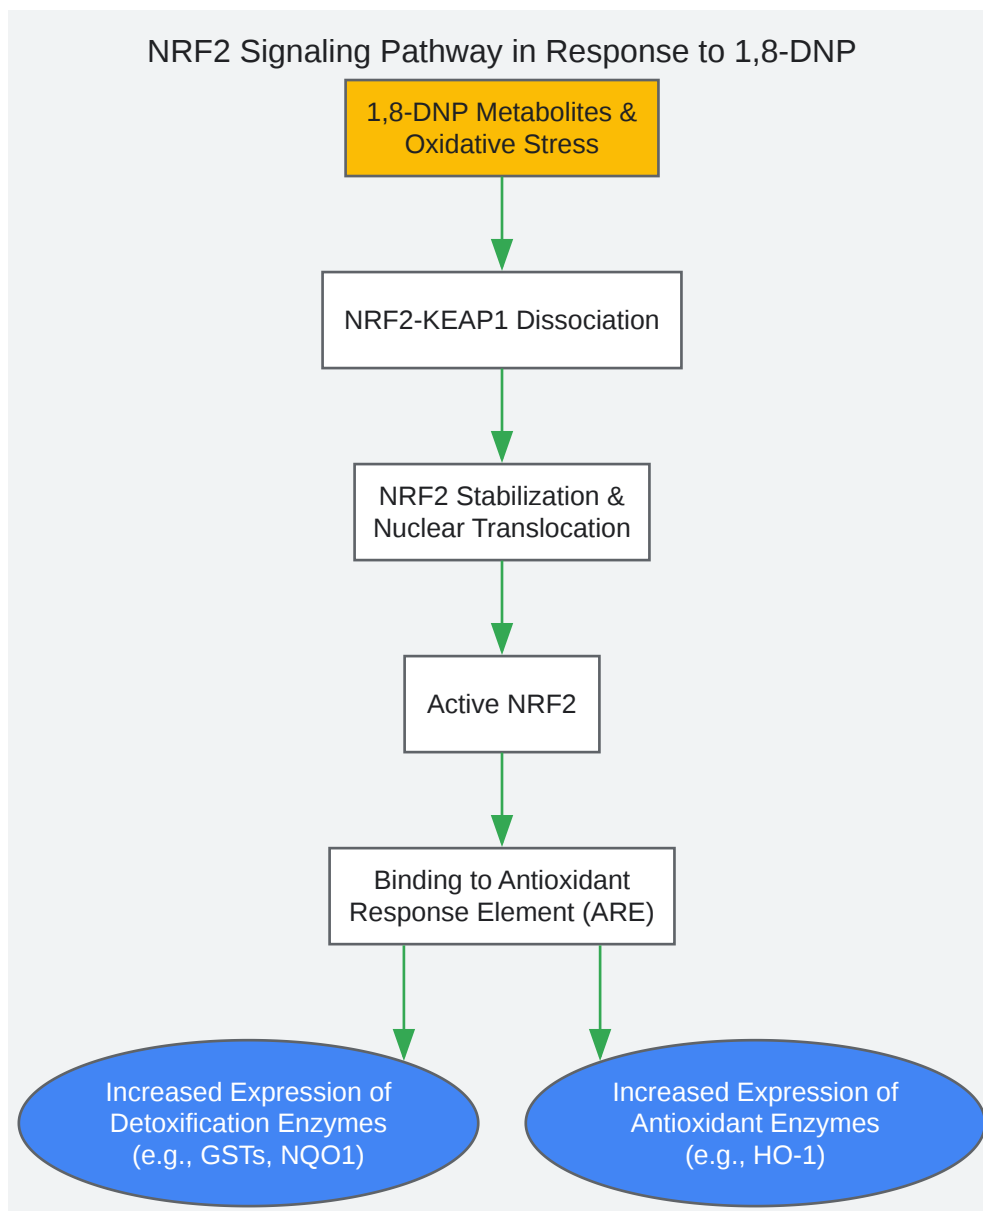 NRF2 Signaling Pathway in Response to 1,8-DNP
1,8-DNP Metabolites &
Oxidative Stress
NRF2-KEAP1 Dissociation
NRF2 Stabilization &
Nuclear Translocation
Active NRF2
Binding to Antioxidant
Response Element (ARE)
Increased Expression of
Detoxification Enzymes
(e.g., GSTs, NQO1)
Increased Expression of
Antioxidant Enzymes
(e.g., HO-1)